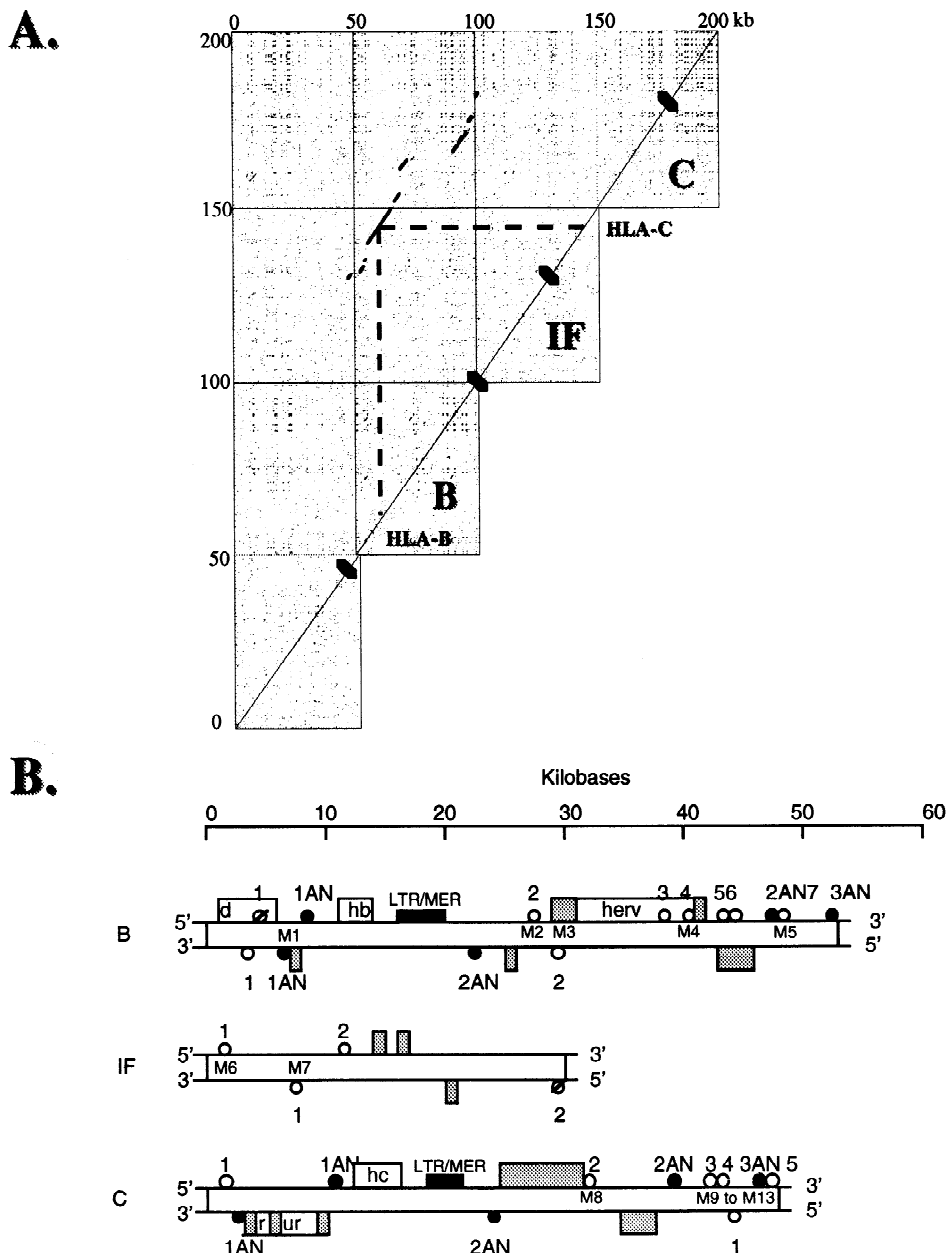 A.
0 50 100 150 200 kb
200
C
150
HLA-C
IF
100
B
HLA-B
50
0
B.
Kilobases
0 10 20 30 40 50 60
1 1AN LTR/MER 2 3 4 56 2AN7 3AN
d hb herv
5' 3'
B M1 M2 M3 M4 M5
3' 5'
1 1AN 2AN 2
1 2
5' 3'
IF M6 M7
3' 5'
1 2
1 1AN hc LTR/MER 2 2AN 3 4 3AN 5
5' 3'
C M8 M9 to M13
3' 5'
r ur
1AN 2AN 1